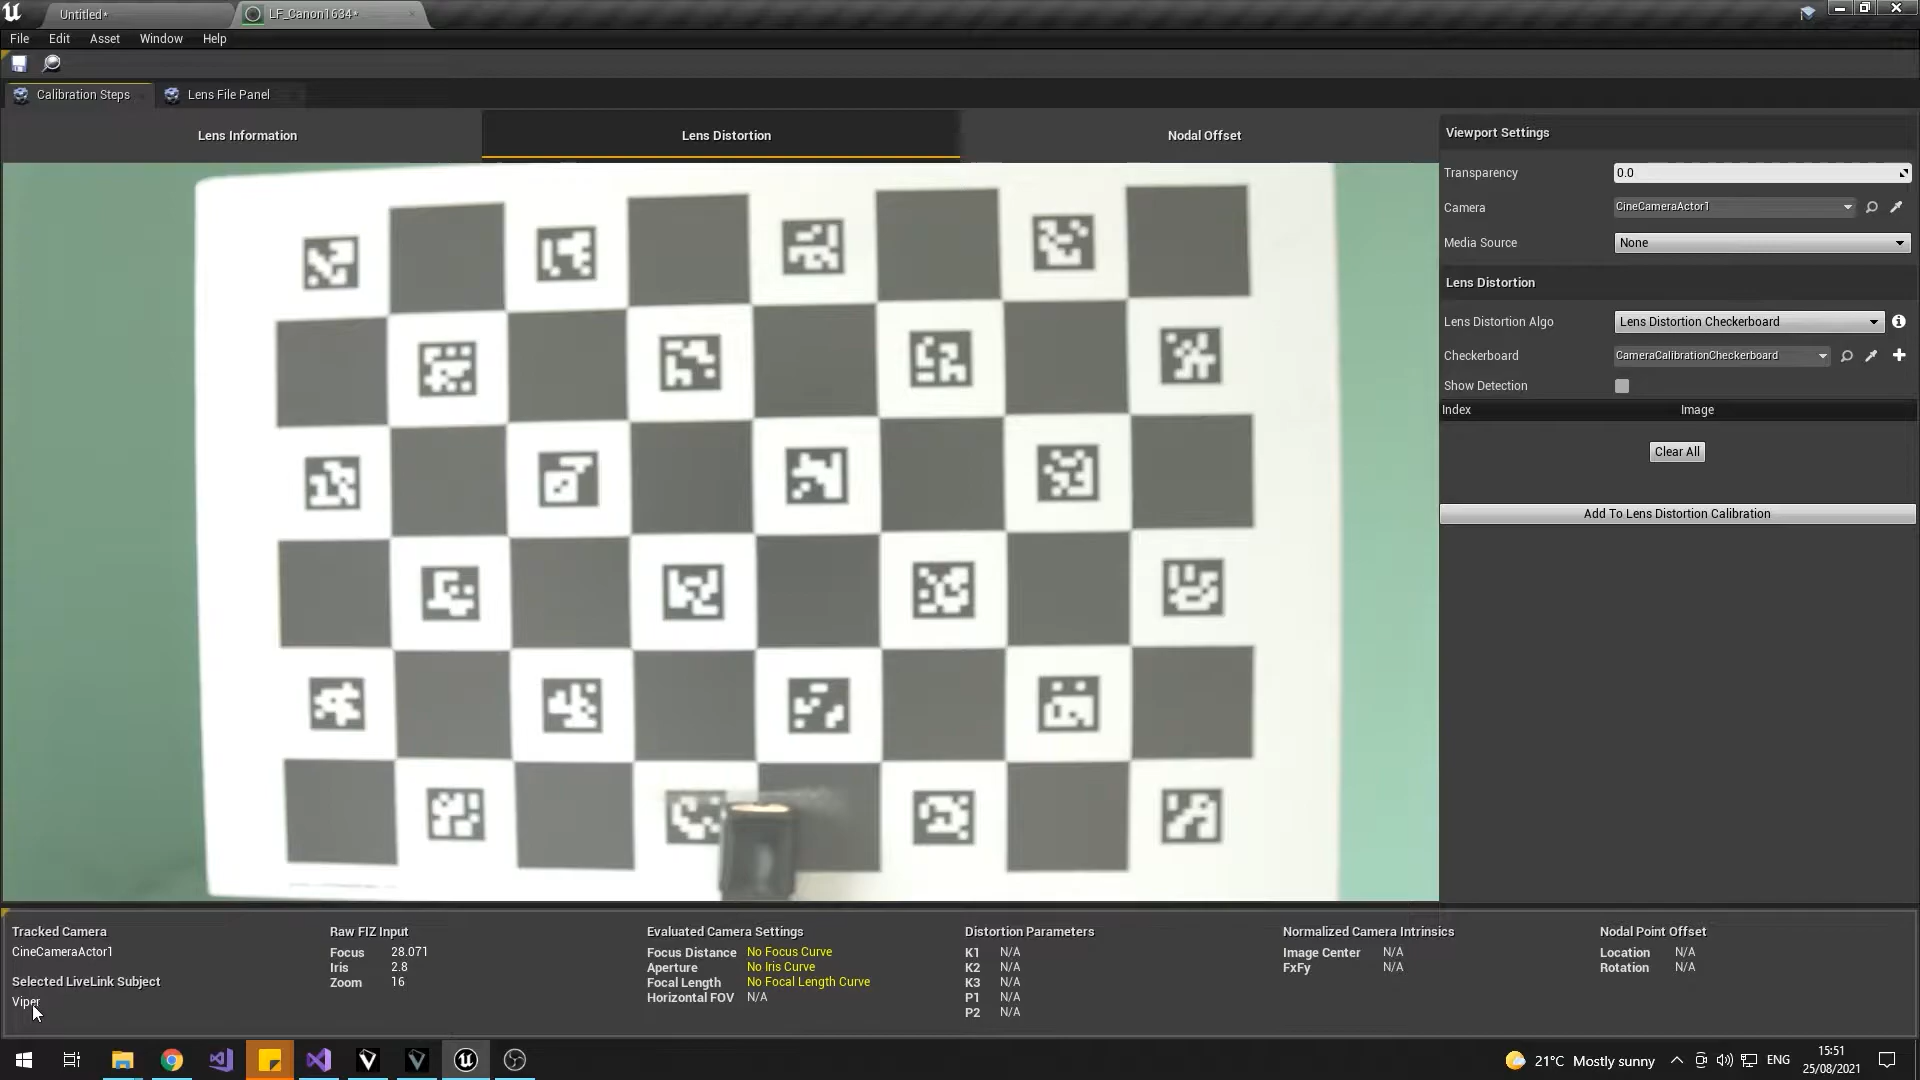 Untitled*
LF_Canon1634*
File Edit Asset Window Help
Calibration Steps
Lens File Panel
Lens Information
Lens Distortion
Nodal Offset
Viewport Settings
Transparency 0.0
Camera CineCameraActor1
Media Source None
Lens Distortion
Lens Distortion Algo Lens Distortion Checkerboard
Checkerboard CameraCalibrationCheckerboard
Show Detection
Index Image
Clear All
Add To Lens Distortion Calibration
Tracked Camera
CineCameraActor1
Selected LiveLink Subject
Viper
Raw FIZ Input
Focus 28.071
Iris 2.8
Zoom 16
Evaluated Camera Settings
Focus Distance No Focus Curve
Aperture No Iris Curve
Focal Length No Focal Length Curve
Horizontal FOV N/A
Distortion Parameters
K1 N/A
K2 N/A
K3 N/A
P1 N/A
P2 N/A
Normalized Camera Intrinsics
Image Center N/A
FxFy N/A
Nodal Point Offset
Location N/A
Rotation N/A
21°C Mostly sunny
ENG
15:51
25/08/2021